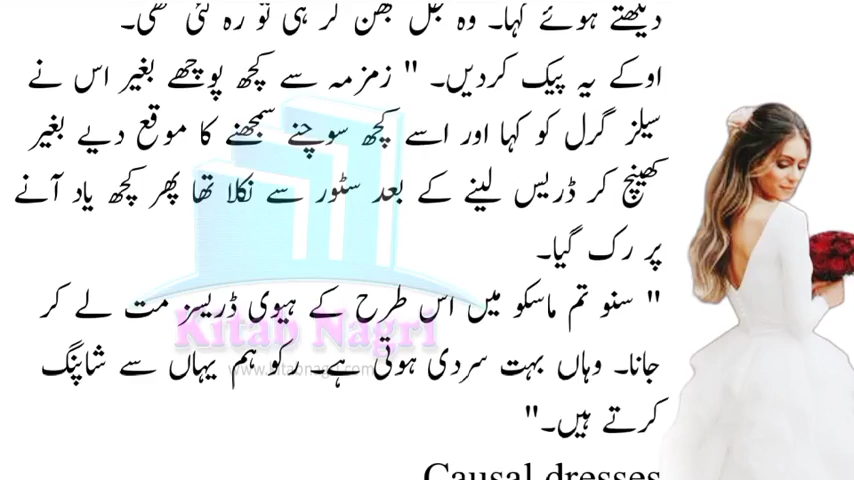 دیکھتے ہوئے کہا۔ وہ جل بھن کر ہی تو رہ گئی تھی۔
اوکے یہ پیک کردیں۔ " زمزمہ سے کچھ پوچھے بغیر اس نے
سیلز گرل کو کہا اور اسے کچھ سوچنے سمجھنے کا موقع دیے بغیر
کھینچ کر ڈریس لینے کے بعد سٹور سے نکلا تھا پھر کچھ یاد آنے
پر رک گیا۔
" سنو تم ماسکو میں اس طرح کے ہیوی ڈریسز مت لے کر
Kitab Nagri
جانا۔ وہاں بہت سردی ہوتی ہے۔ رکو ہم یہاں سے شاپنگ
www.kitabnagri.com
کرتے ہیں۔"
Causal dresses